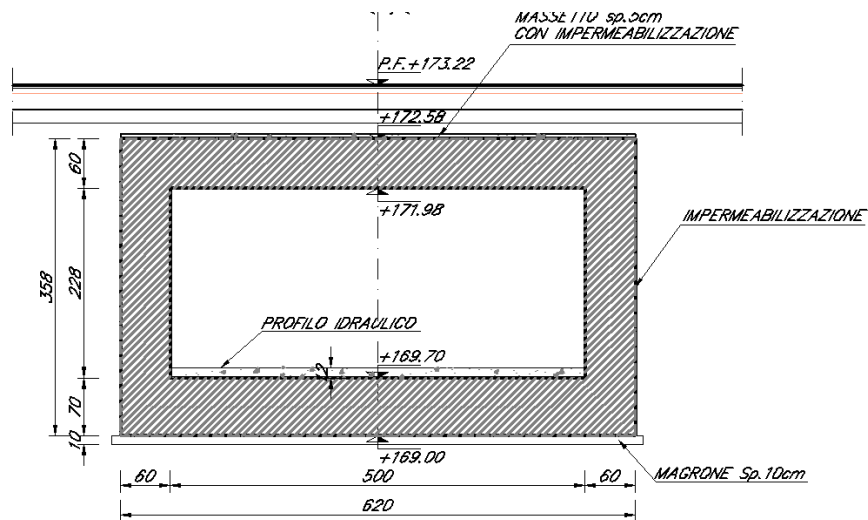 MASSETTO sp.5cm
CON IMPERMEABILIZZAZIONE
P.F.+173.22
+172.58
60
+171.98
IMPERMEABILIZZAZIONE
358
228
PROFILO IDRAULICO
+169.70
12
70
10
+169.00
MAGRONE Sp.10cm
60
500
60
620